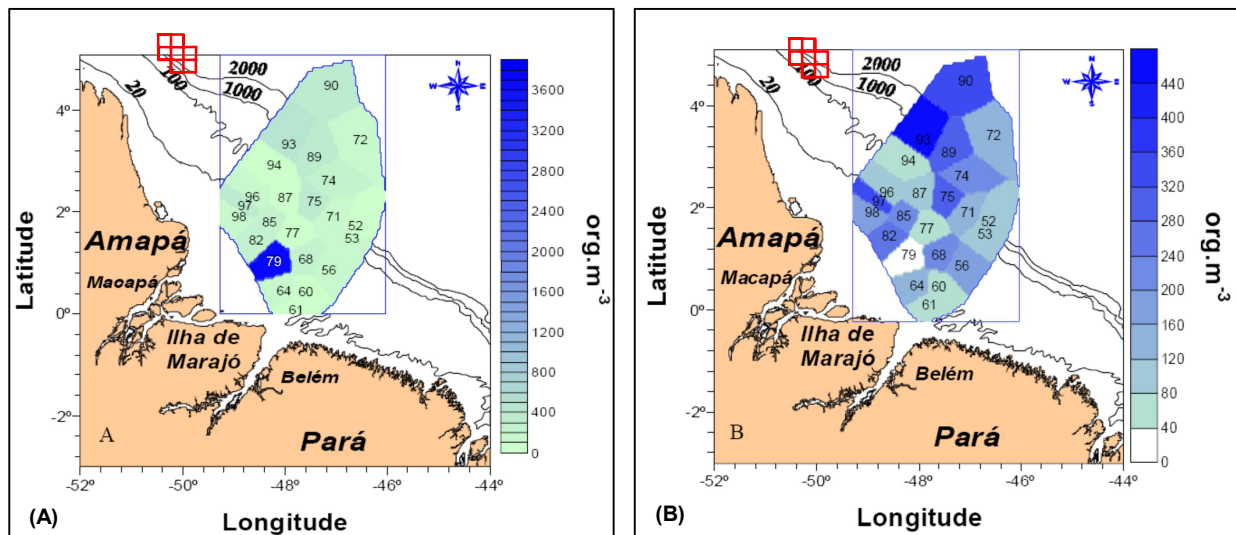 2000
1000
100
20
N
W
E
S
4°
2°
0°
-2°
90
72
93
89
94
74
96
87
75
97
98
85
71
52
77
53
82
79
68
56
64
60
61
Latitude
Amapá
Macapá
Ilha de
Marajó
Belém
Pará
A
-52° -50° -48° -46° -44°
Longitude
(A)
3600
3200
2800
2400
2000
1600
1200
800
400
0
org.m⁻³
2000
1000
100
20
N
W
E
S
4°
2°
0°
-2°
90
72
93
89
94
74
96
87
75
97
98
85
71
52
77
53
82
79
68
56
64
60
61
Latitude
Amapá
Macapá
Ilha de
Marajó
Belém
Pará
B
-52° -50° -48° -46° -44°
Longitude
(B)
440
400
360
320
280
240
200
160
120
80
40
0
org.m⁻³